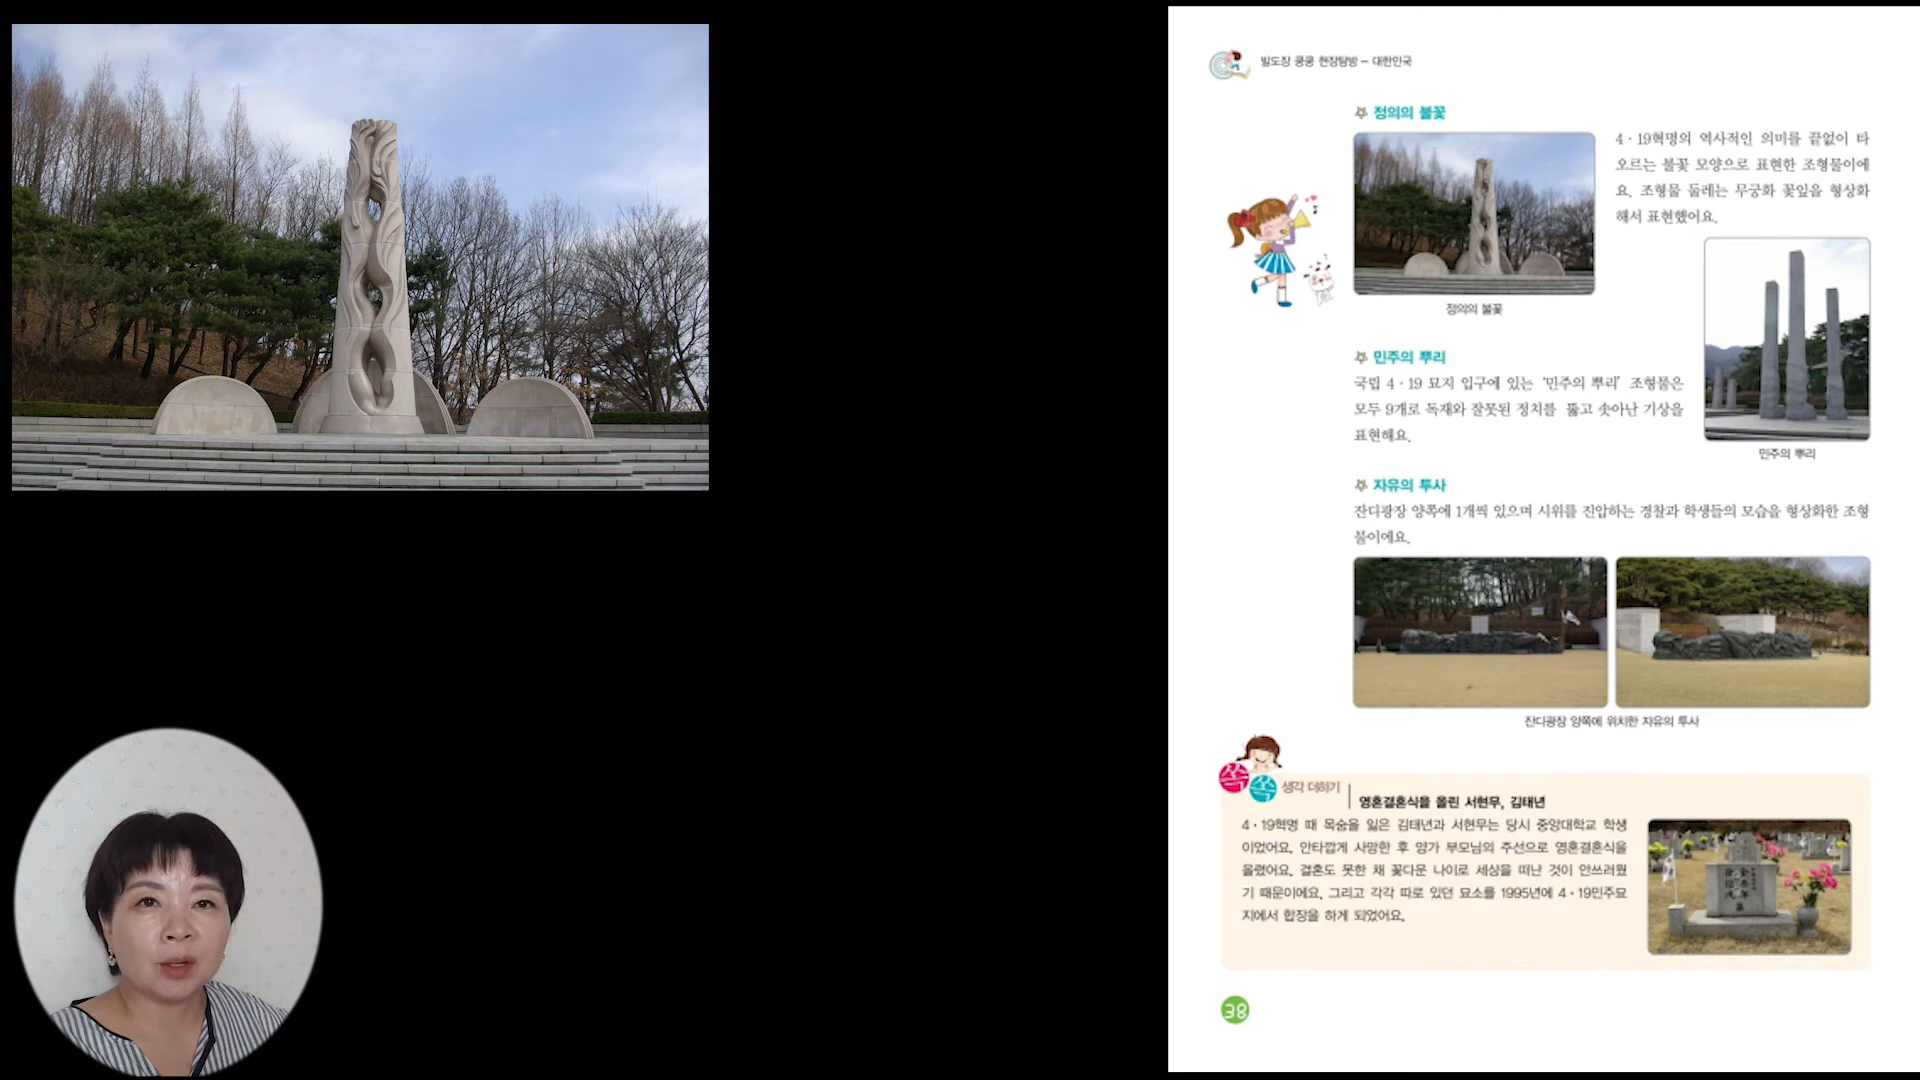 발도장 쿵쿵 현장탐방 – 대한민국
정의의 불꽃
4·19혁명의 역사적인 의미를 끝없이 타
오르는 불꽃 모양으로 표현한 조형물이에
요. 조형물 둘레는 무궁화 꽃잎을 형상화
해서 표현했어요.
정의의 불꽃
민주의 뿌리
국립 4·19 묘지 입구에 있는 '민주의 뿌리' 조형물은
모두 9개로 독재와 잘못된 정치를 뚫고 솟아난 기상을
표현해요.
민주의 뿌리
자유의 투사
잔디광장 양쪽에 1개씩 있으며 시위를 진압하는 경찰과 학생들의 모습을 형상화한 조형
물이에요.
잔디광장 양쪽에 위치한 자유의 투사
쏙쏙 생각 더하기
영혼결혼식을 올린 서현무, 김태년
4·19혁명 때 목숨을 잃은 김태년과 서현무는 당시 중앙대학교 학생
이었어요. 안타깝게 사망한 후 양가 부모님의 주선으로 영혼결혼식을
올렸어요. 결혼도 못한 채 꽃다운 나이로 세상을 떠난 것이 안쓰러웠
기 때문이에요. 그리고 각각 따로 있던 묘소를 1995년에 4·19민주묘
지에서 합장을 하게 되었어요.
38